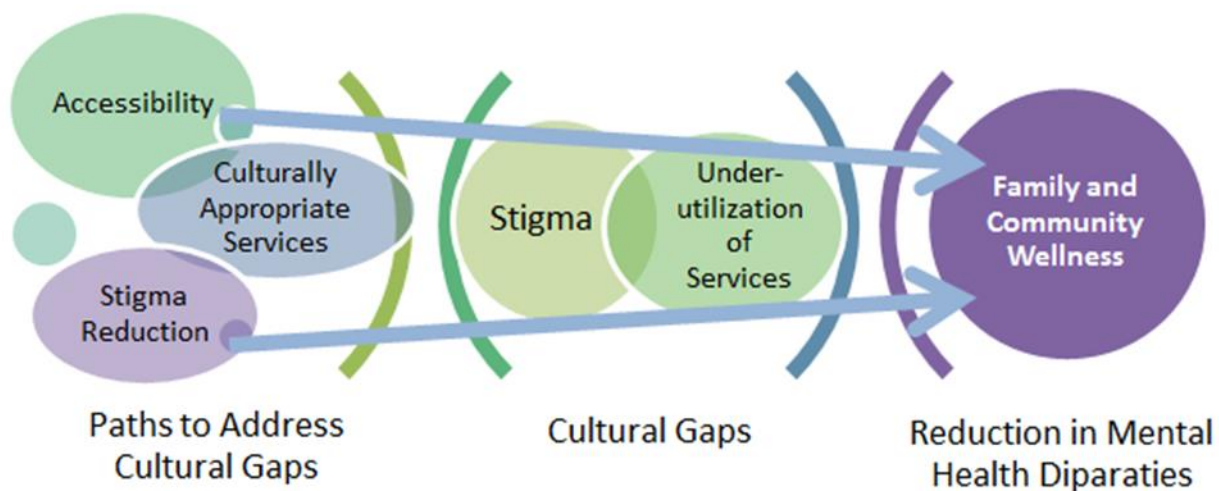 Accessibility
Culturally
Appropriate
Services
Stigma
Reduction
Paths to Address
Cultural Gaps
Stigma
Under-
utilization
of
Services
Cultural Gaps
Family and
Community
Wellness
Reduction in Mental
Health Diparaties